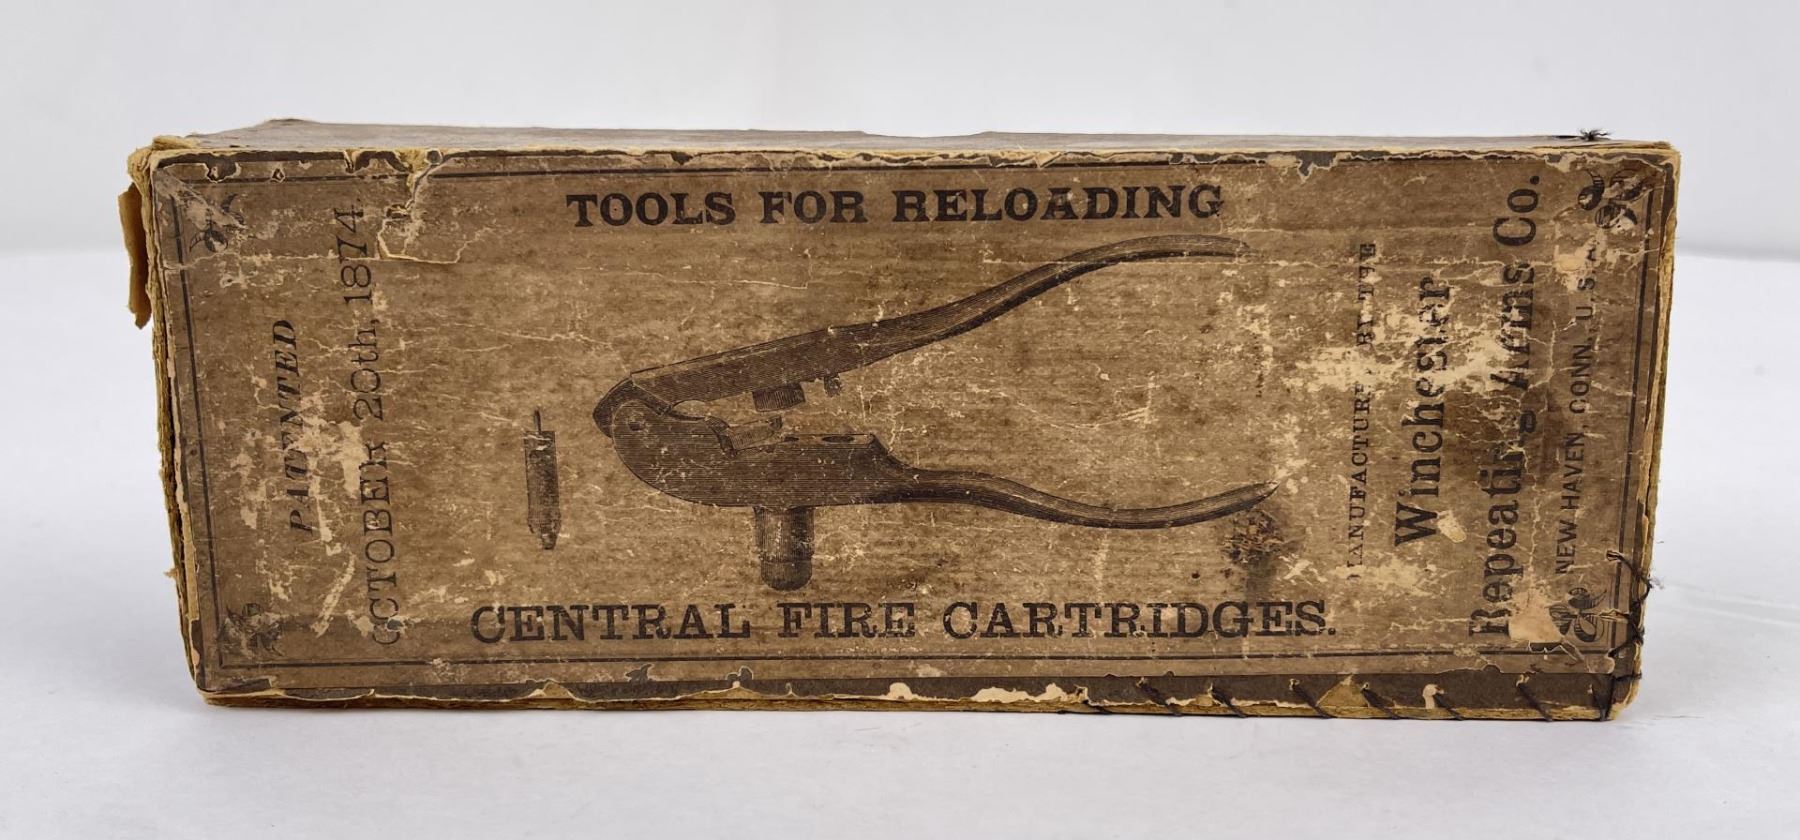 TOOLS FOR RELOADING
PATENTED
OCTOBER 20th, 1874.
CENTRAL FIRE CARTRIDGES.
MANUFACTURED BY THE
Winchester
Repeating Arms Co.
NEW HAVEN, CONN. U.S.A.